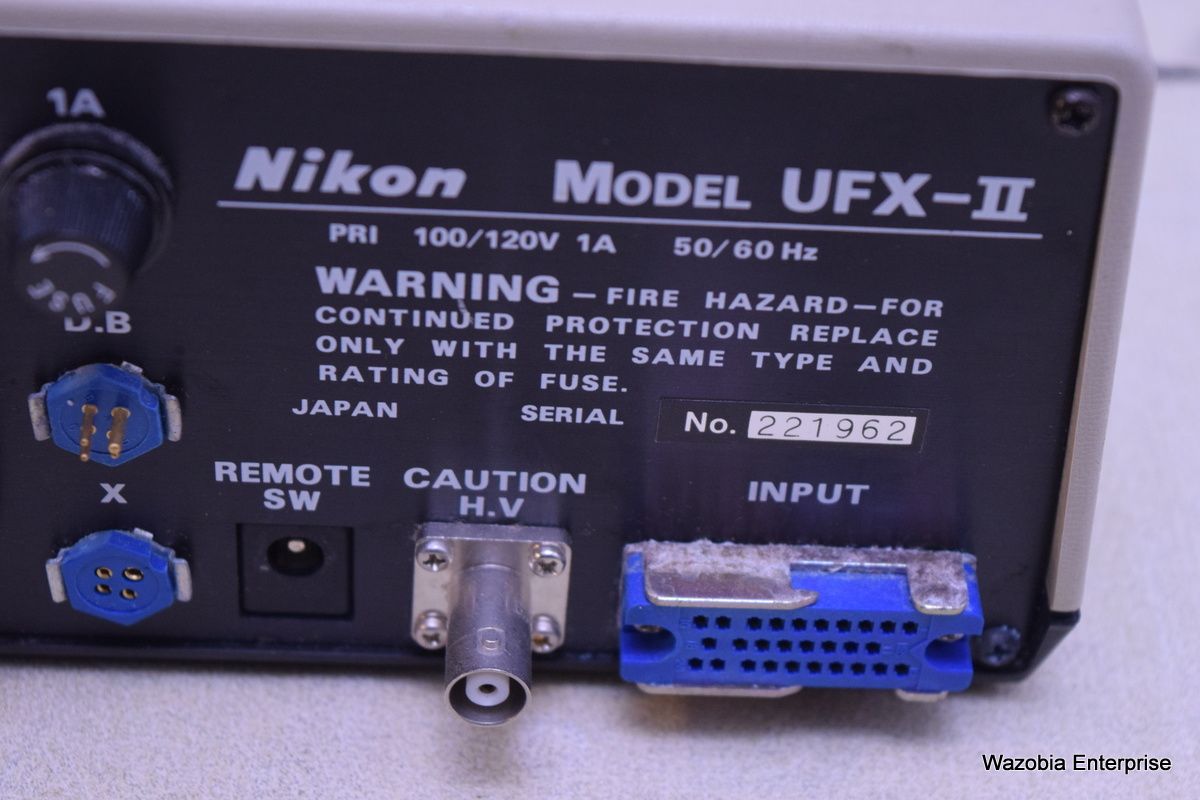 1A
Nikon MODEL UFX-II
PRI 100/120V 1A 50/60 Hz
WARNING – FIRE HAZARD – FOR
CONTINUED PROTECTION REPLACE
ONLY WITH THE SAME TYPE AND
RATING OF FUSE.
FUSE
D.B
JAPAN SERIAL No. 221962
X
REMOTE
SW
CAUTION
H.V
INPUT
Wazobia Enterprise